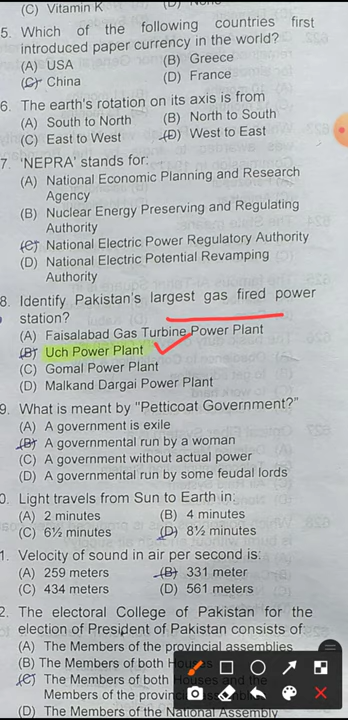 (C) Vitamin K
5. Which of the following countries first
introduced paper currency in the world?
(A) USA (B) Greece
(C) China (D) France
6. The earth's rotation on its axis is from
(A) South to North (B) North to South
(C) East to West (D) West to East
7. 'NEPRA' stands for:
(A) National Economic Planning and Research
Agency
(B) Nuclear Energy Preserving and Regulating
Authority
(C) National Electric Power Regulatory Authority
(D) National Electric Potential Revamping
Authority
8. Identify Pakistan's largest gas fired power
station?
(A) Faisalabad Gas Turbine Power Plant
(B) Uch Power Plant
(C) Gomal Power Plant
(D) Malkand Dargai Power Plant
9. What is meant by "Petticoat Government?"
(A) A government is exile
(B) A governmental run by a woman
(C) A government without actual power
(D) A governmental run by some feudal lords
0. Light travels from Sun to Earth in:
(A) 2 minutes (B) 4 minutes
(C) 6½ minutes (D) 8½ minutes
1. Velocity of sound in air per second is:
(A) 259 meters (B) 331 meter
(C) 434 meters (D) 561 meters
2. The electoral College of Pakistan for the
election of President of Pakistan consists of:
(A) The Members of the provincial assemblies
(B) The Members of both Houses
(C) The Members of both Houses and the
Members of the provincial
(D) The Members of the National Assembly